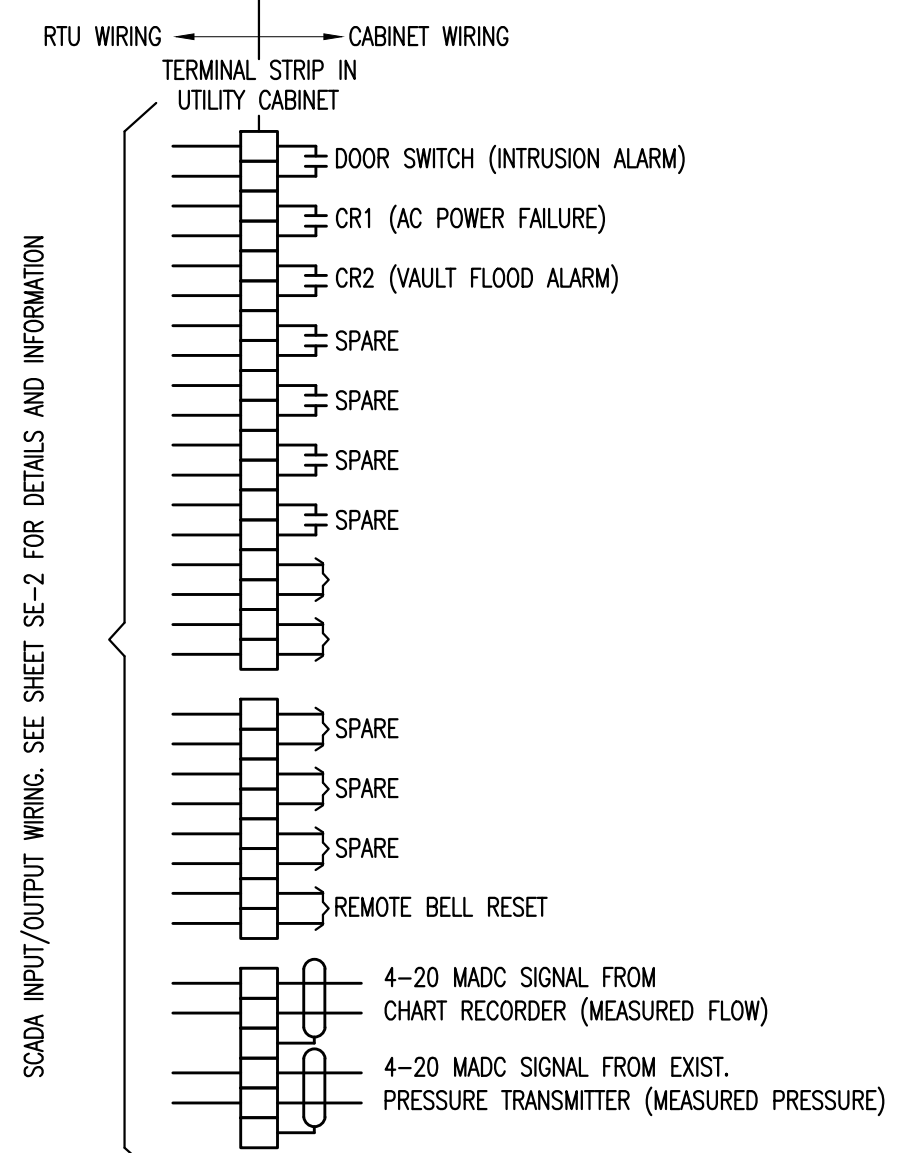 RTU WIRING
CABINET WIRING
TERMINAL STRIP IN
UTILITY CABINET
SCADA INPUT/OUTPUT WIRING. SEE SHEET SE-2 FOR DETAILS AND INFORMATION
DOOR SWITCH (INTRUSION ALARM)
CR1 (AC POWER FAILURE)
CR2 (VAULT FLOOD ALARM)
SPARE
SPARE
SPARE
SPARE
SPARE
SPARE
SPARE
REMOTE BELL RESET
4-20 MADC SIGNAL FROM
CHART RECORDER (MEASURED FLOW)
4-20 MADC SIGNAL FROM EXIST.
PRESSURE TRANSMITTER (MEASURED PRESSURE)